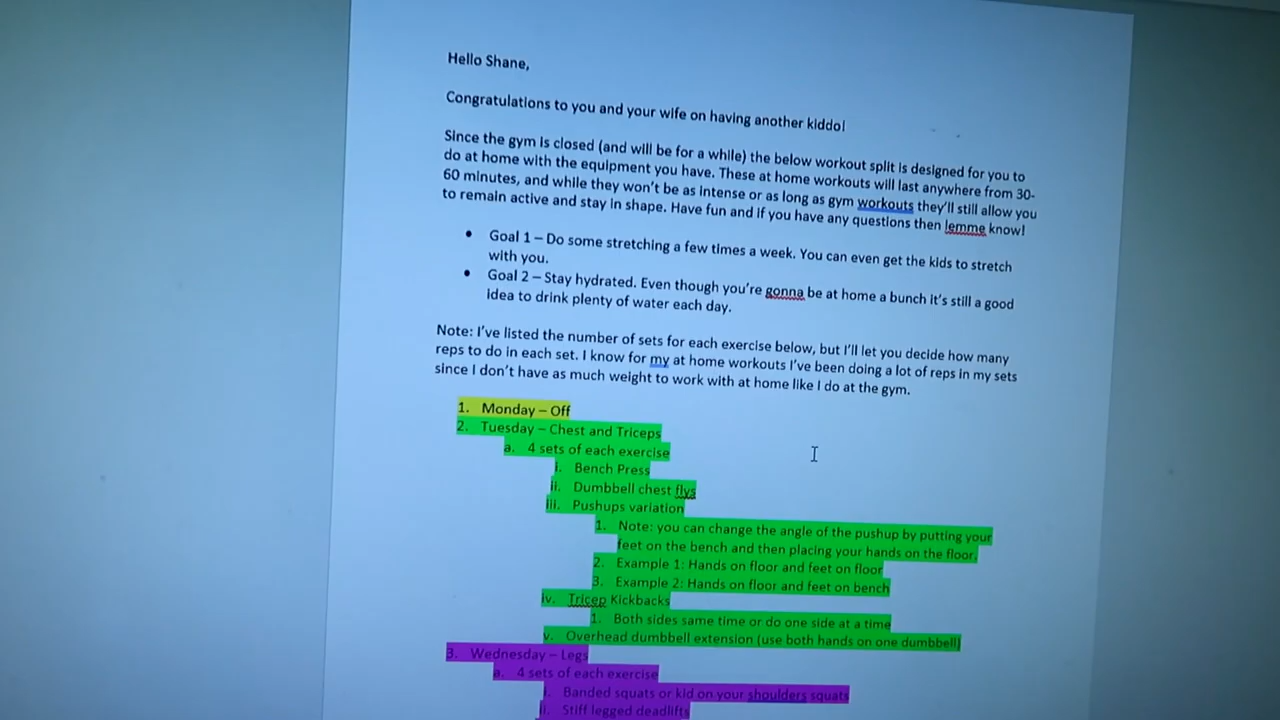 Hello Shane,
Congratulations to you and your wife on having another kiddo!
Since the gym is closed (and will be for a while) the below workout split is designed for you to
do at home with the equipment you have. These at home workouts will last anywhere from 30-
60 minutes, and while they won't be as intense or as long as gym workouts they'll still allow you
to remain active and stay in shape. Have fun and if you have any questions then lemme know!
• Goal 1 – Do some stretching a few times a week. You can even get the kids to stretch
with you.
• Goal 2 – Stay hydrated. Even though you're gonna be at home a bunch it's still a good
idea to drink plenty of water each day.
Note: I've listed the number of sets for each exercise below, but I'll let you decide how many
reps to do in each set. I know for my at home workouts I've been doing a lot of reps in my sets
since I don't have as much weight to work with at home like I do at the gym.
1. Monday – Off
2. Tuesday – Chest and Triceps
a. 4 sets of each exercise
i. Bench Press
ii. Dumbbell chest flys
iii. Pushups variation
1. Note: you can change the angle of the pushup by putting your
feet on the bench and then placing your hands on the floor.
2. Example 1: Hands on floor and feet on floor
3. Example 2: Hands on floor and feet on bench
iv. Tricep Kickbacks
1. Both sides same time or do one side at a time
v. Overhead dumbbell extension (use both hands on one dumbbell)
3. Wednesday – Legs
a. 4 sets of each exercise
i. Banded squats or kid on your shoulders squats
ii. Stiff legged deadlifts